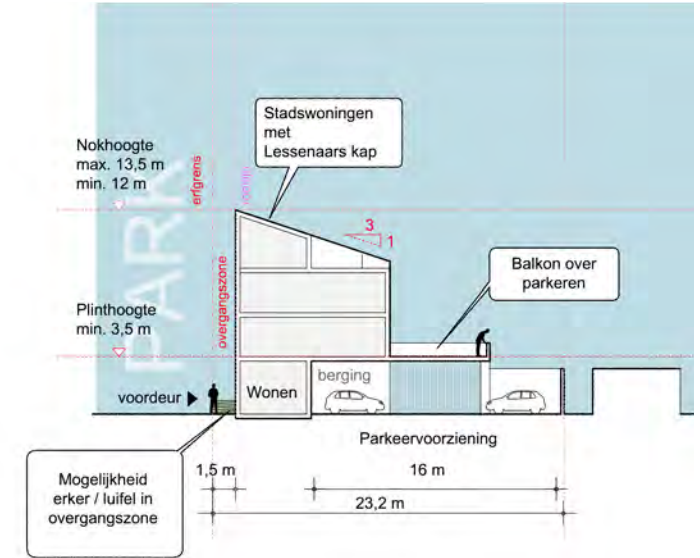 Stadswoningen
met
Lessenaars kap
Nokhoogte
max. 13,5 m
min. 12 m
PARK
erfgrens
3
1
overgangszone
Balkon over
parkeren
Plinthoogte
min. 3,5 m
voordeur
Wonen
berging
Parkeervoorziening
Mogelijkheid
erker / luifel in
overgangszone
1,5 m
16 m
23,2 m